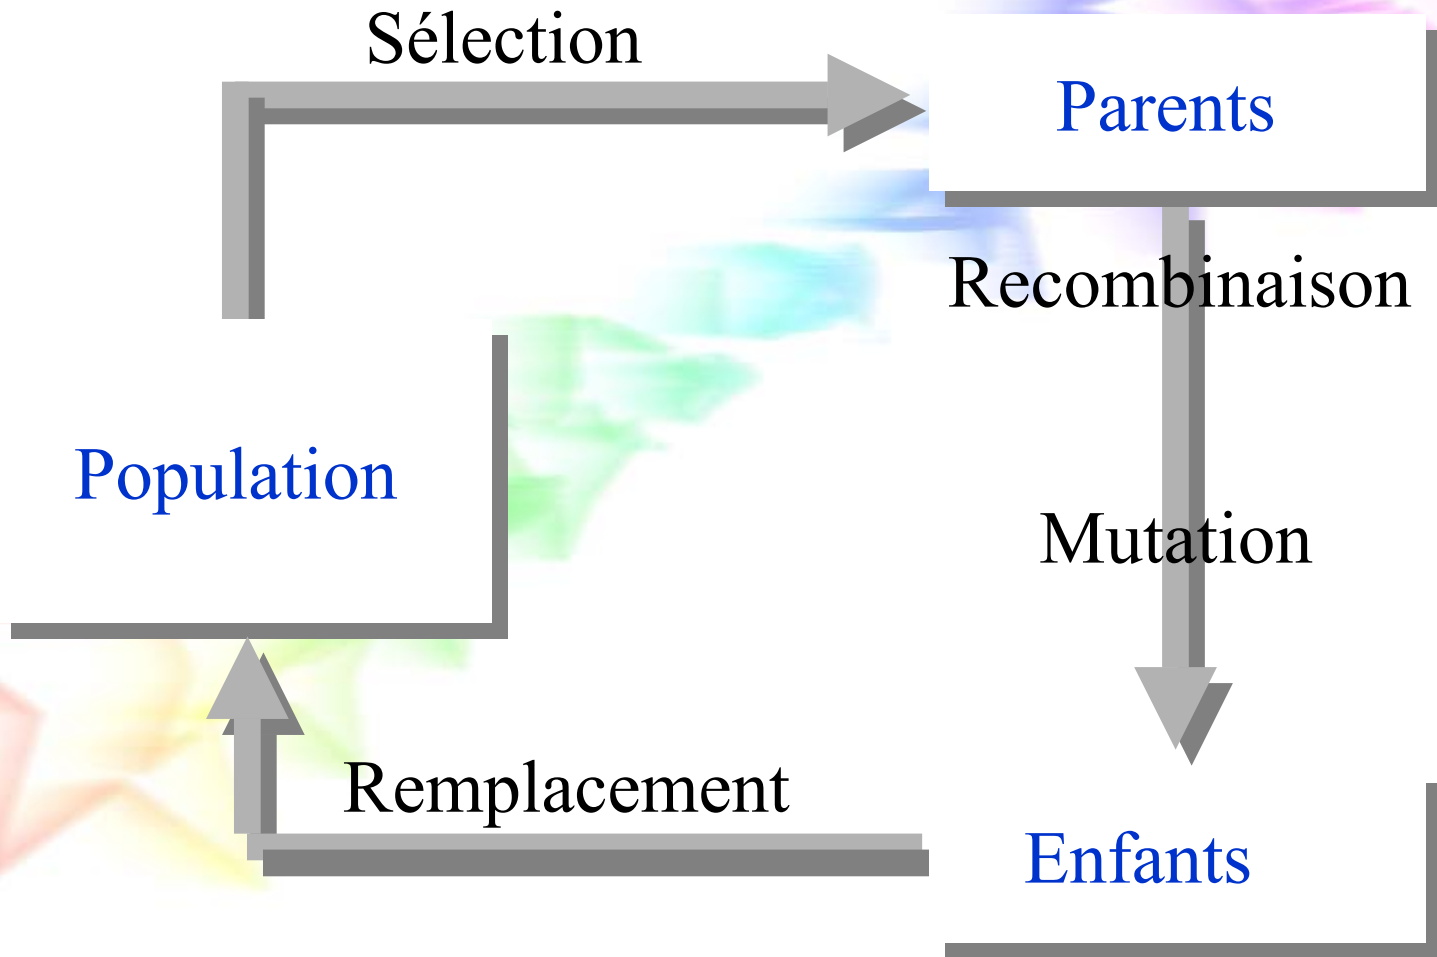 Sélection
Parents
Recombinaison
Population
Mutation
Remplacement
Enfants